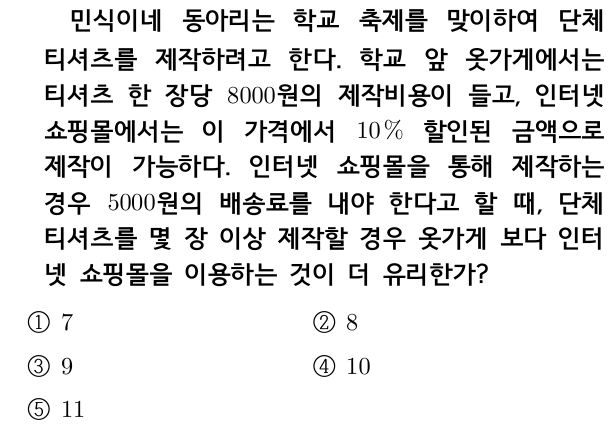 민식이네 동아리는 학교 축제를 맞이하여 단체
티셔츠를 제작하려고 한다. 학교 앞 옷가게에서는
티셔츠 한 장당 8000원의 제작비용이 들고, 인터넷
쇼핑몰에서는 이 가격에서 10% 할인된 금액으로
제작이 가능하다. 인터넷 쇼핑몰을 통해 제작하는
경우 5000원의 배송료를 내야 한다고 할 때, 단체
티셔츠를 몇 장 이상 제작할 경우 옷가게 보다 인터
넷 쇼핑몰을 이용하는 것이 더 유리한가?
① 7 ② 8
③ 9 ④ 10
⑤ 11